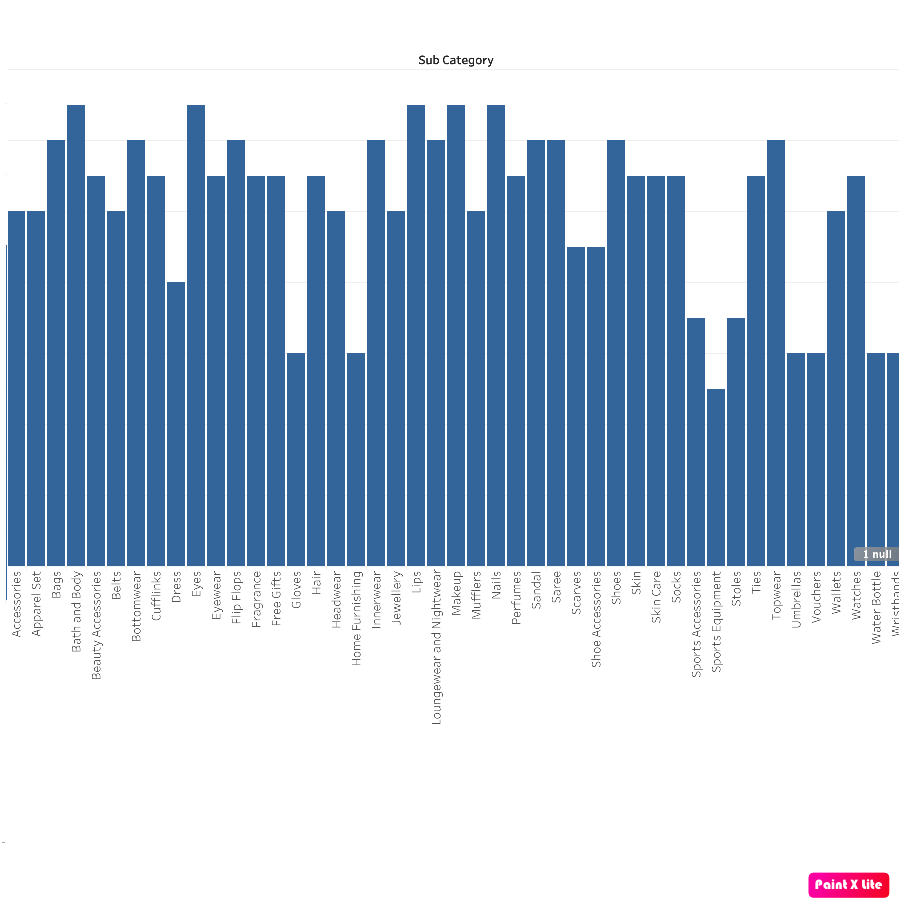 Sub Category
1 null
Accessories
Apparel Set
Bags
Bath and Body
Beauty Accessories
Belts
Bottomwear
Cufflinks
Dress
Eyes
Eyewear
Flip Flops
Fragrance
Free Gifts
Gloves
Hair
Headwear
Home Furnishing
Innerwear
Jewellery
Lips
Loungewear and Nightwear
Makeup
Mufflers
Nails
Perfumes
Sandal
Saree
Scarves
Shoe Accessories
Shoes
Skin
Skin Care
Socks
Sports Accessories
Sports Equipment
Stoles
Ties
Topwear
Umbrellas
Vouchers
Wallets
Watches
Water Bottle
Wristbands
Paint X Lite